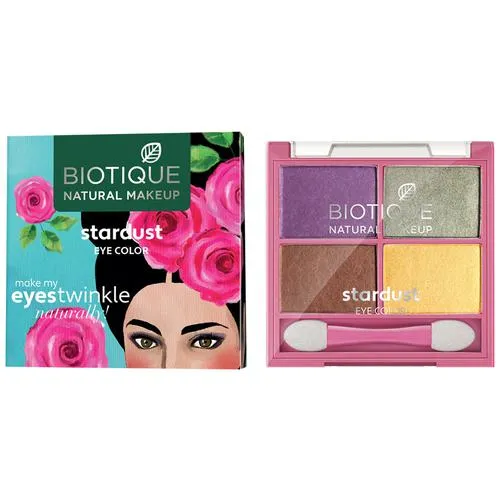 BIOTIQUE
NATURAL MAKEUP
stardust
EYE COLOR
make my
eyestwinkle
naturally!
BIOTIQUE
NATURAL MAKEUP
stardust
EYE COLOR